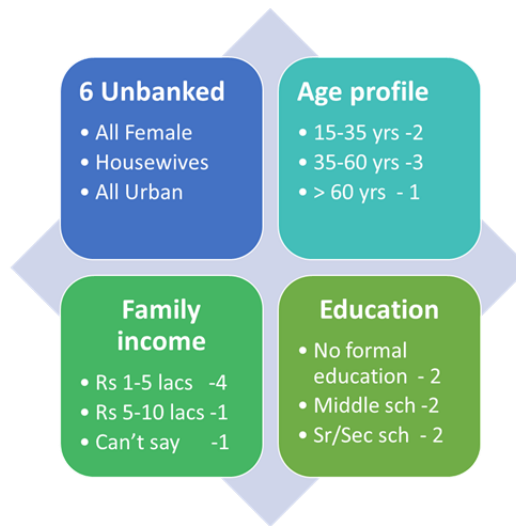 6 Unbanked
• All Female
• Housewives
• All Urban
Age profile
• 15-35 yrs -2
• 35-60 yrs -3
• > 60 yrs - 1
Family
income
• Rs 1-5 lacs -4
• Rs 5-10 lacs -1
• Can't say -1
Education
• No formal
education - 2
• Middle sch -2
• Sr/Sec sch - 2